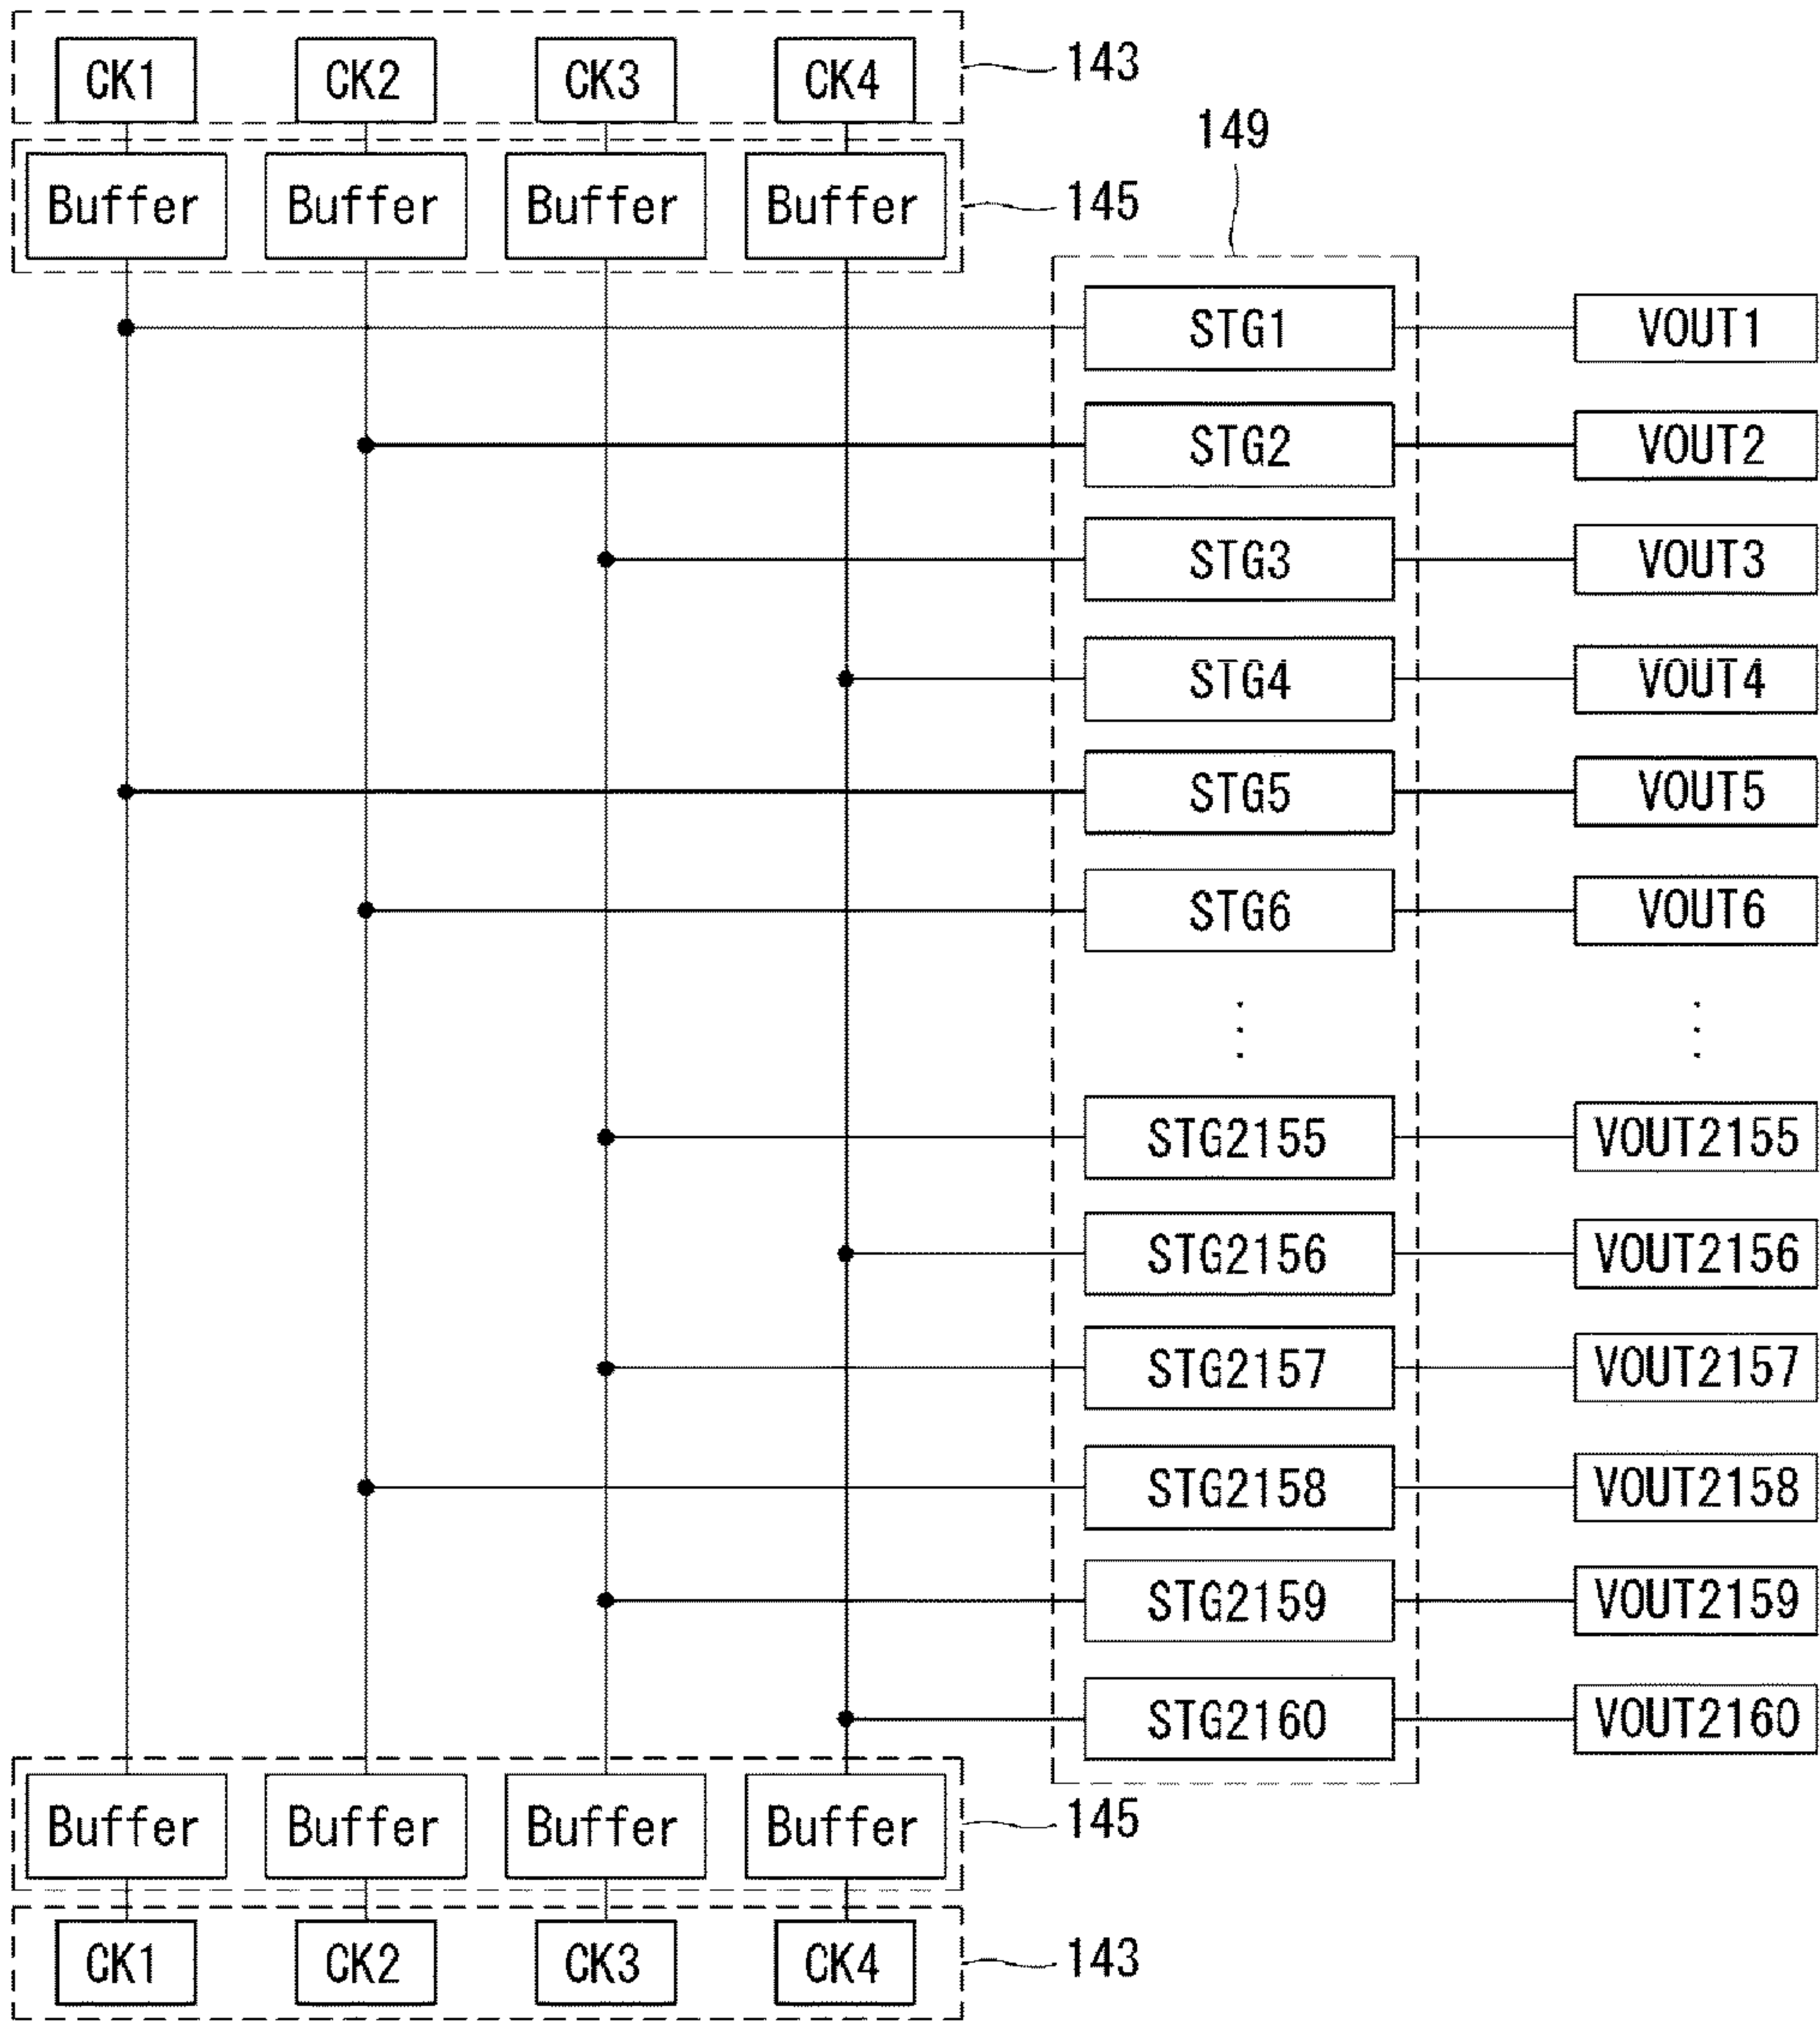 CK1 CK2 CK3 CK4 143
Buffer Buffer Buffer Buffer 145
149
STG1 VOUT1
STG2 VOUT2
STG3 VOUT3
STG4 VOUT4
STG5 VOUT5
STG6 VOUT6
STG2155 VOUT2155
STG2156 VOUT2156
STG2157 VOUT2157
STG2158 VOUT2158
STG2159 VOUT2159
STG2160 VOUT2160
Buffer Buffer Buffer Buffer 145
CK1 CK2 CK3 CK4 143